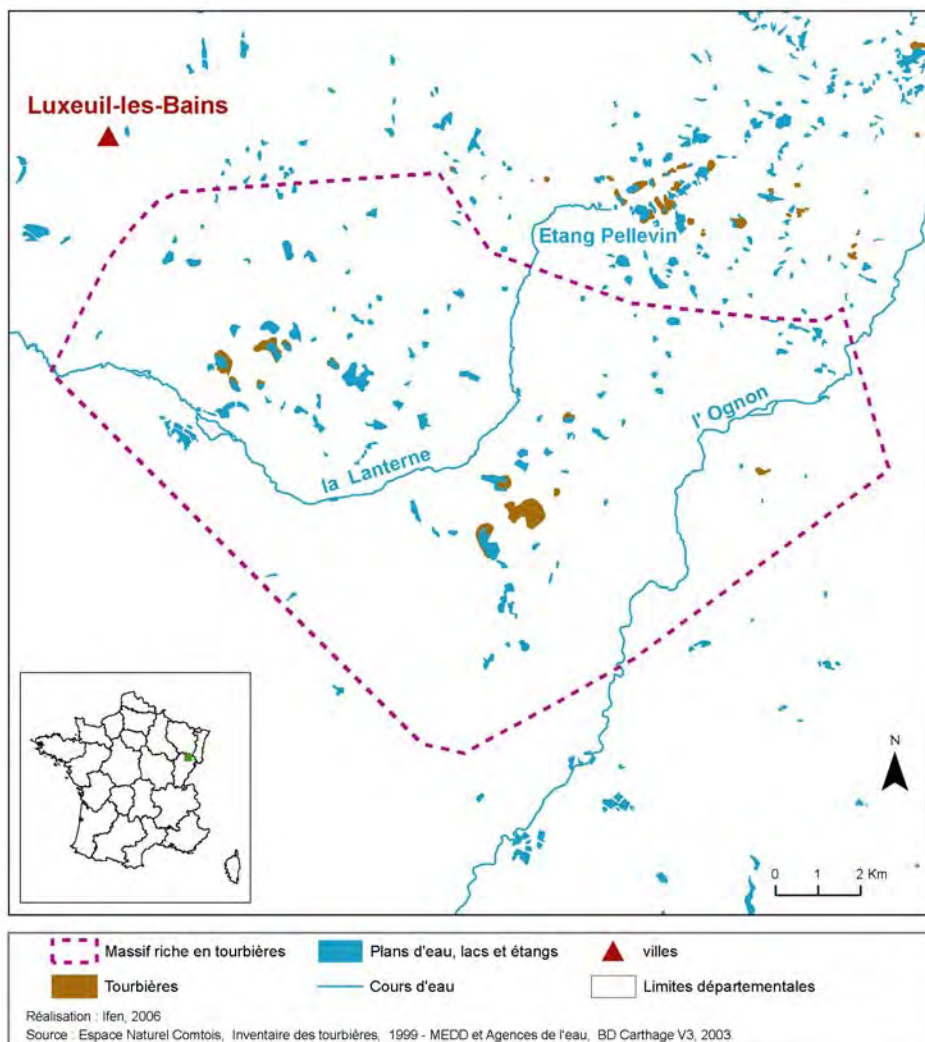 Luxeuil-les-Bains
Etang Pellevin
l' Ognon
la Lanterne
N
0 1 2 Km
Massif riche en tourbières
Plans d'eau, lacs et étangs
villes
Tourbières
Cours d'eau
Limites départementales
Réalisation : Ifen, 2006
Source : Espace Naturel Comtois, Inventaire des tourbières, 1999 - MEDD et Agences de l'eau, BD Carthage V3, 2003